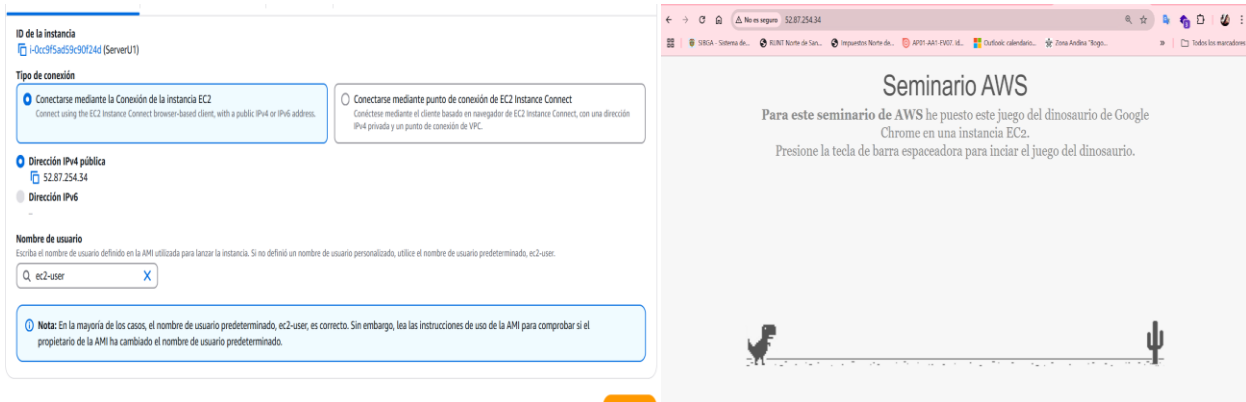 ID de la instancia
i-0cc9f5ad59c90f24d (ServerU1)
Tipo de conexión
Conectarse mediante la Conexión de la instancia EC2
Connect using the EC2 Instance Connect browser-based client, with a public IPv4 or IPv6 address.
Conectarse mediante punto de conexión de EC2 Instance Connect
Conéctese mediante el cliente basado en navegador de EC2 Instance Connect, con una dirección
IPv4 privada y un punto de conexión de VPC.
Dirección IPv4 pública
52.87.254.34
Dirección IPv6
–
Nombre de usuario
Escriba el nombre de usuario definido en la AMI utilizada para lanzar la instancia. Si no definió un nombre de usuario personalizado, utilice el nombre de usuario predeterminado, ec2-user.
ec2-user
Nota: En la mayoría de los casos, el nombre de usuario predeterminado, ec2-user, es correcto. Sin embargo, lea las instrucciones de uso de la AMI para comprobar si el
propietario de la AMI ha cambiado el nombre de usuario predeterminado.
No es seguro 52.87.254.34
SIBGA - Sistema de... RUNT Norte de San... Impuestos Norte de... AP01-AA1-EV07. Id... Outlook calendario... Zona Andina "Bogo... » Todos los marcadores
Seminario AWS
Para este seminario de AWS he puesto este juego del dinosaurio de Google
Chrome en una instancia EC2.
Presione la tecla de barra espaceadora para inciar el juego del dinosaurio.